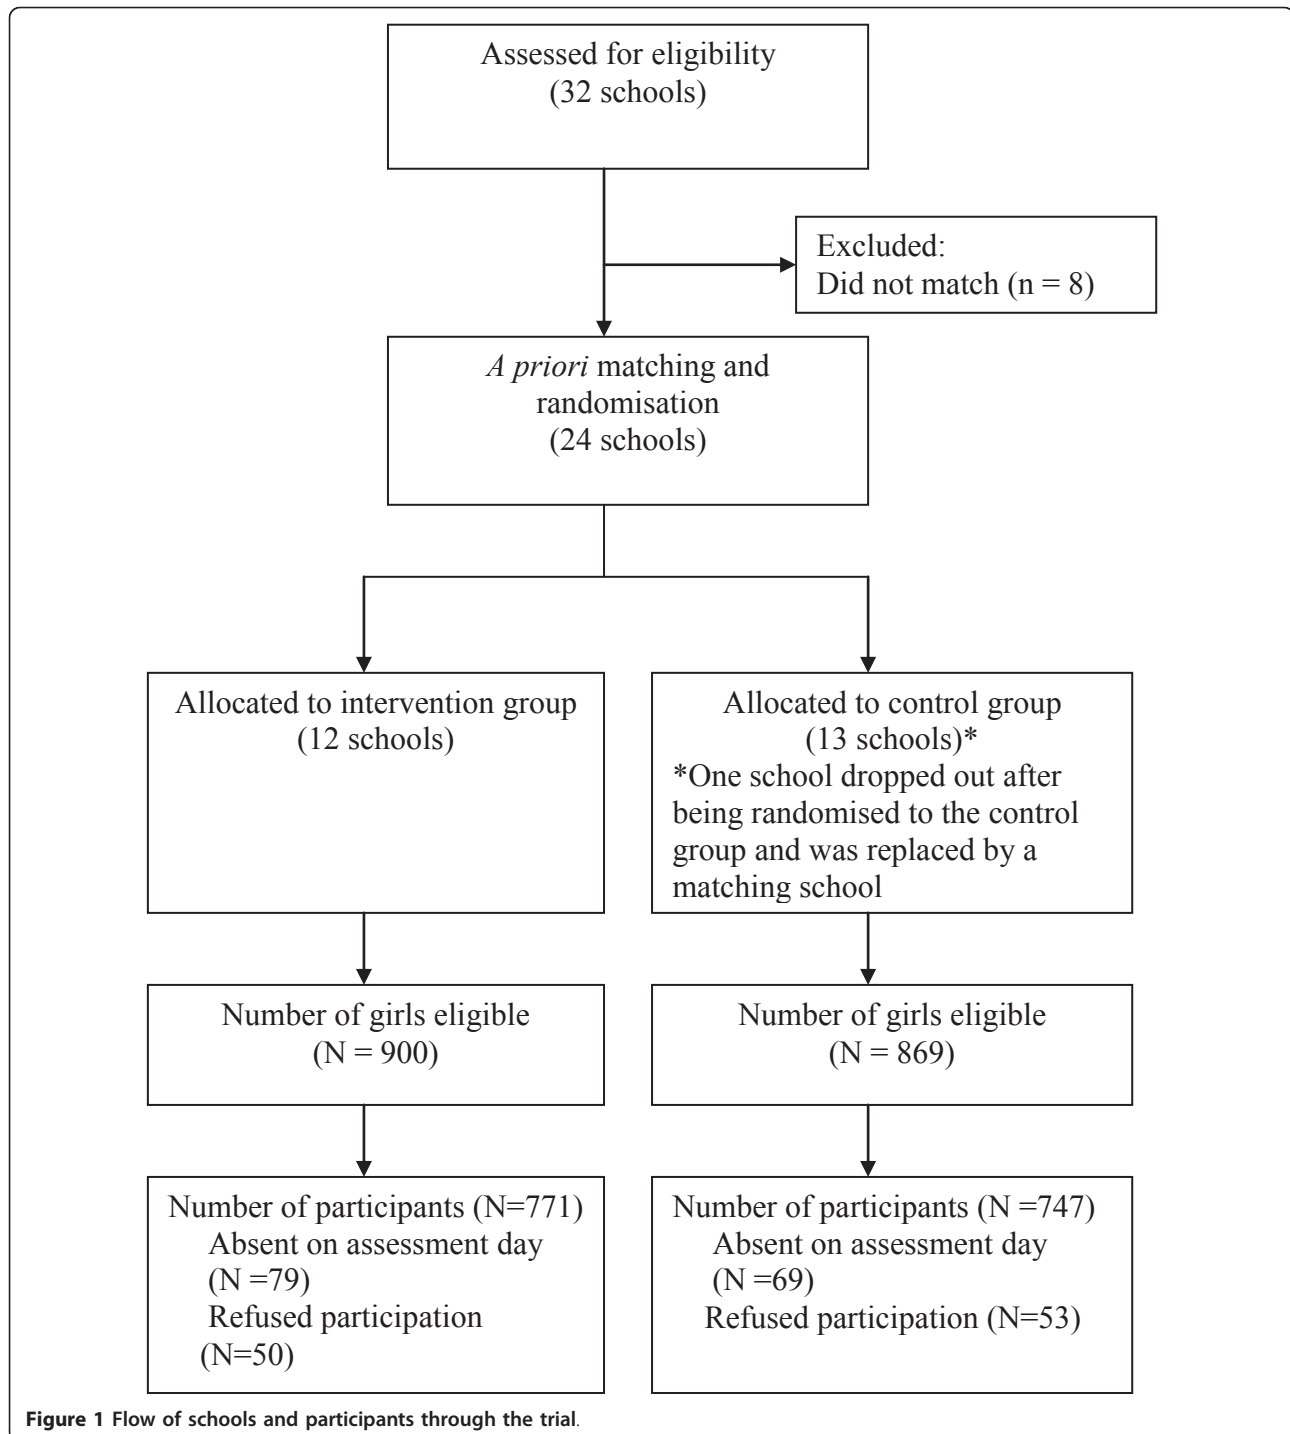 Assessed for eligibility
(32 schools)
Excluded:
Did not match (n = 8)
A priori matching and
randomisation
(24 schools)
Allocated to intervention group
(12 schools)
Allocated to control group
(13 schools)*
*One school dropped out after
being randomised to the control
group and was replaced by a
matching school
Number of girls eligible
(N = 900)
Number of girls eligible
(N = 869)
Number of participants (N=771)
Absent on assessment day
(N =79)
Refused participation
(N=50)
Number of participants (N =747)
Absent on assessment day
(N =69)
Refused participation (N=53)
Figure 1 Flow of schools and participants through the trial.